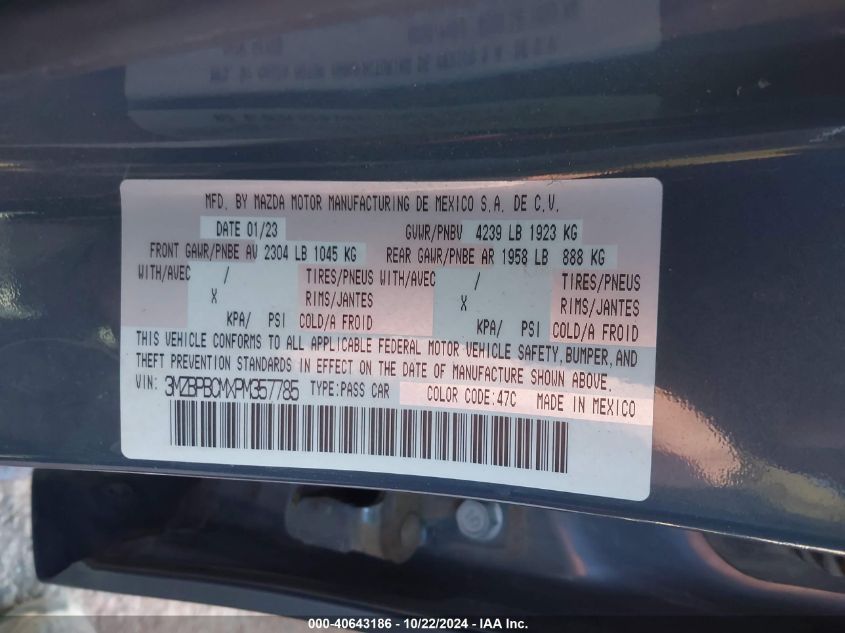 MFD. BY MAZDA MOTOR MANUFACTURING DE MEXICO S.A. DE C.V.
DATE 01/23 GVWR/PNBV 4239 LB 1923 KG
FRONT GAWR/PNBE AV 2304 LB 1045 KG REAR GAWR/PNBE AR 1958 LB 888 KG
WITH/AVEC / TIRES/PNEUS WITH/AVEC / TIRES/PNEUS
X RIMS/JANTES X RIMS/JANTES
KPA/ PSI COLD/A FROID KPA/ PSI COLD/A FROID
THIS VEHICLE CONFORMS TO ALL APPLICABLE FEDERAL MOTOR VEHICLE SAFETY, BUMPER, AND
THEFT PREVENTION STANDARDS IN EFFECT ON THE DATE OF MANUFACTURE SHOWN ABOVE.
VIN: 3MZBPBCMXPM357785 TYPE:PASS CAR COLOR CODE:47C MADE IN MEXICO
000-40643186 - 10/22/2024 - IAA Inc.